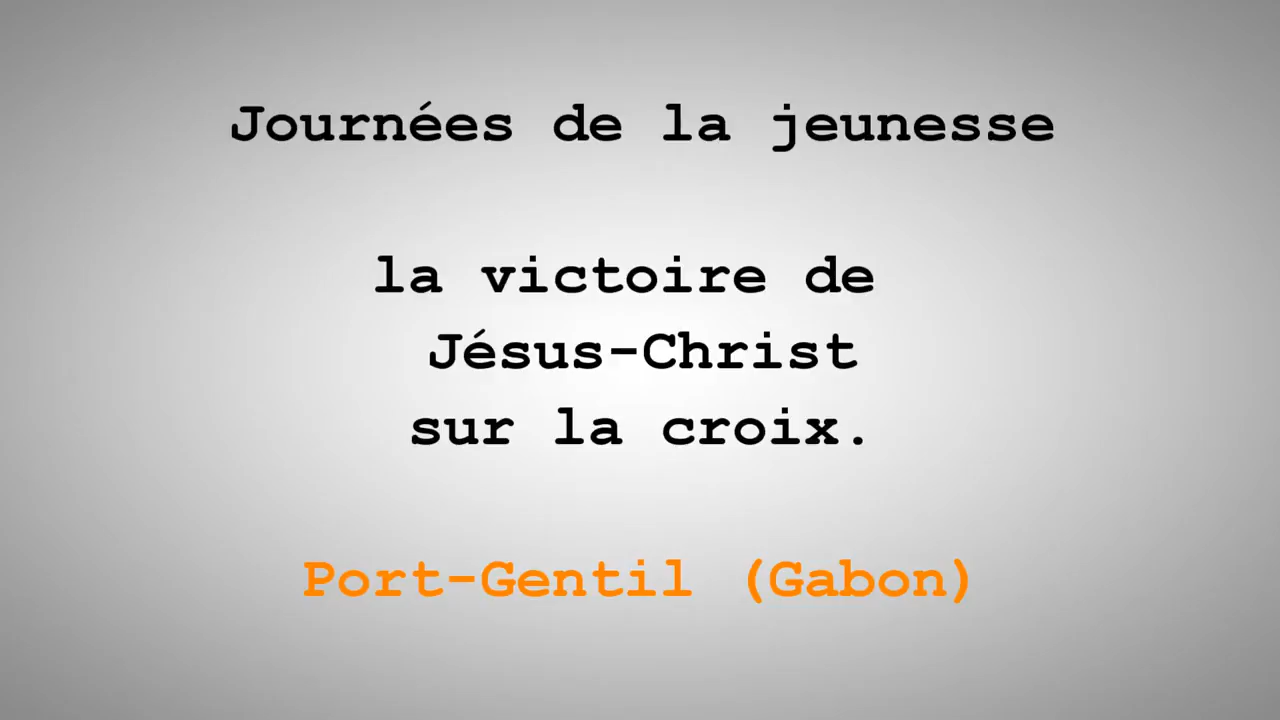 Journées de la jeunesse
la victoire de
Jésus-Christ
sur la croix.
Port-Gentil (Gabon)